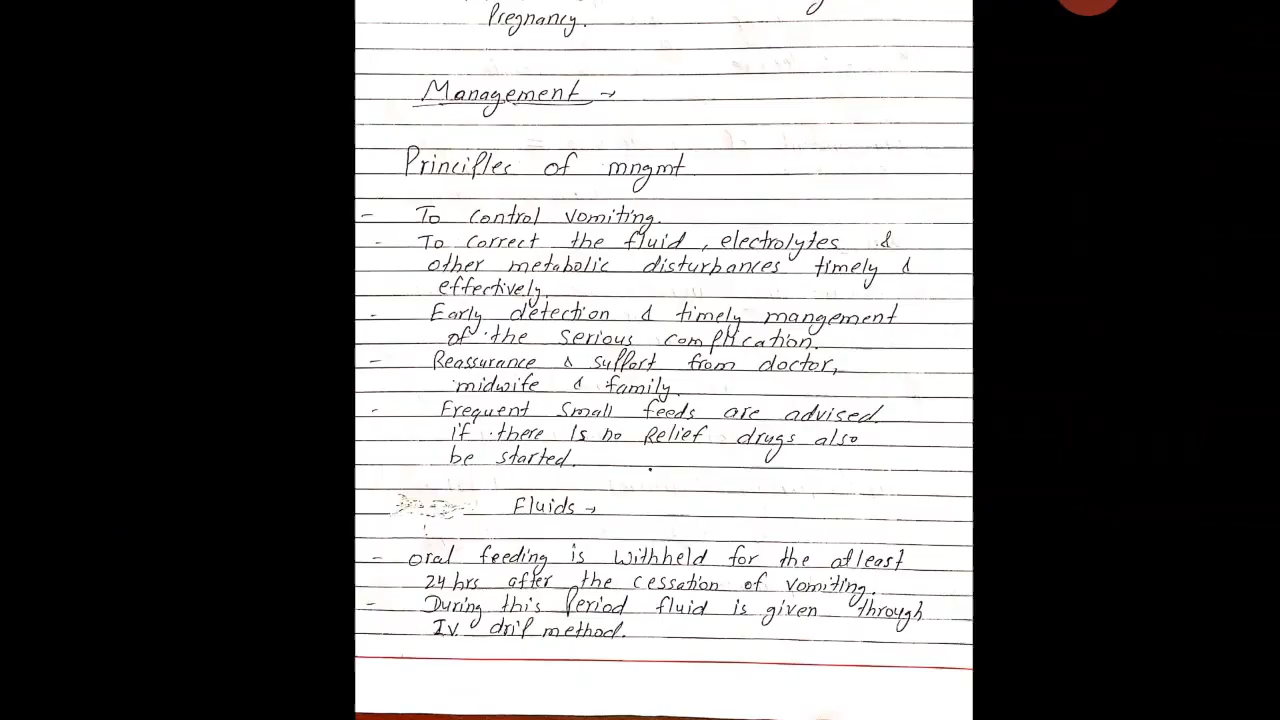 Pregnancy.
Management →
Principles of mngmt
- To control vomiting.
- To correct the fluid, electrolytes &
other metabolic disturbances timely &
effectively.
- Early detection & timely mangement
of the serious complication.
- Reassurance & support from doctor,
midwife & family.
- Frequent small feeds are advised.
if there is no relief drugs also
be started.
Fluids →
- Oral feeding is withheld for the atleast
24 hrs after the cessation of vomiting.
- During this Period fluid is given through
I.V. drip method.